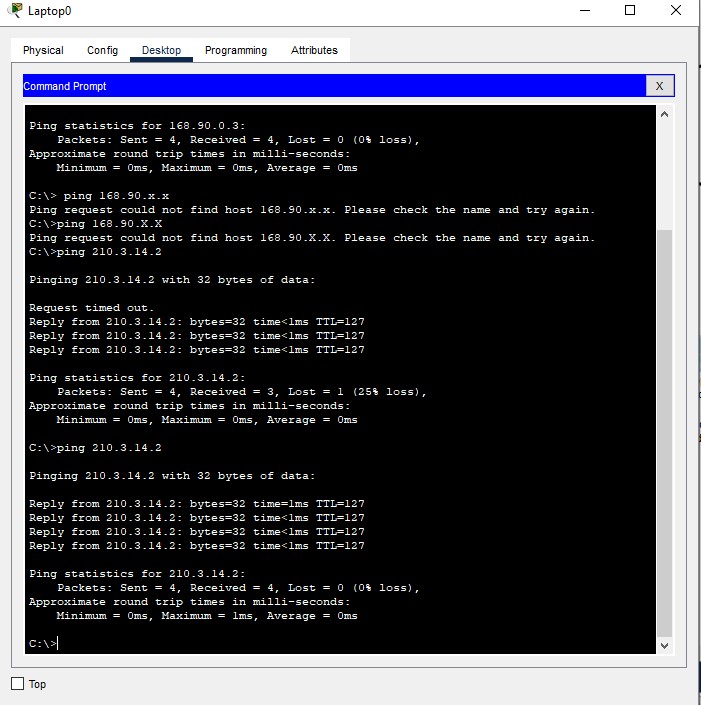 Laptop0
Physical Config Desktop Programming Attributes
Command Prompt X
Ping statistics for 168.90.0.3:
    Packets: Sent = 4, Received = 4, Lost = 0 (0% loss),
Approximate round trip times in milli-seconds:
    Minimum = 0ms, Maximum = 0ms, Average = 0ms
C:\> ping 168.90.x.x
Ping request could not find host 168.90.x.x. Please check the name and try again.
C:\>ping 168.90.X.X
Ping request could not find host 168.90.X.X. Please check the name and try again.
C:\>ping 210.3.14.2
Pinging 210.3.14.2 with 32 bytes of data:
Request timed out.
Reply from 210.3.14.2: bytes=32 time<1ms TTL=127
Reply from 210.3.14.2: bytes=32 time<1ms TTL=127
Reply from 210.3.14.2: bytes=32 time<1ms TTL=127
Ping statistics for 210.3.14.2:
    Packets: Sent = 4, Received = 3, Lost = 1 (25% loss),
Approximate round trip times in milli-seconds:
    Minimum = 0ms, Maximum = 0ms, Average = 0ms
C:\>ping 210.3.14.2
Pinging 210.3.14.2 with 32 bytes of data:
Reply from 210.3.14.2: bytes=32 time=1ms TTL=127
Reply from 210.3.14.2: bytes=32 time<1ms TTL=127
Reply from 210.3.14.2: bytes=32 time<1ms TTL=127
Reply from 210.3.14.2: bytes=32 time<1ms TTL=127
Ping statistics for 210.3.14.2:
    Packets: Sent = 4, Received = 4, Lost = 0 (0% loss),
Approximate round trip times in milli-seconds:
    Minimum = 0ms, Maximum = 1ms, Average = 0ms
C:\>
Top